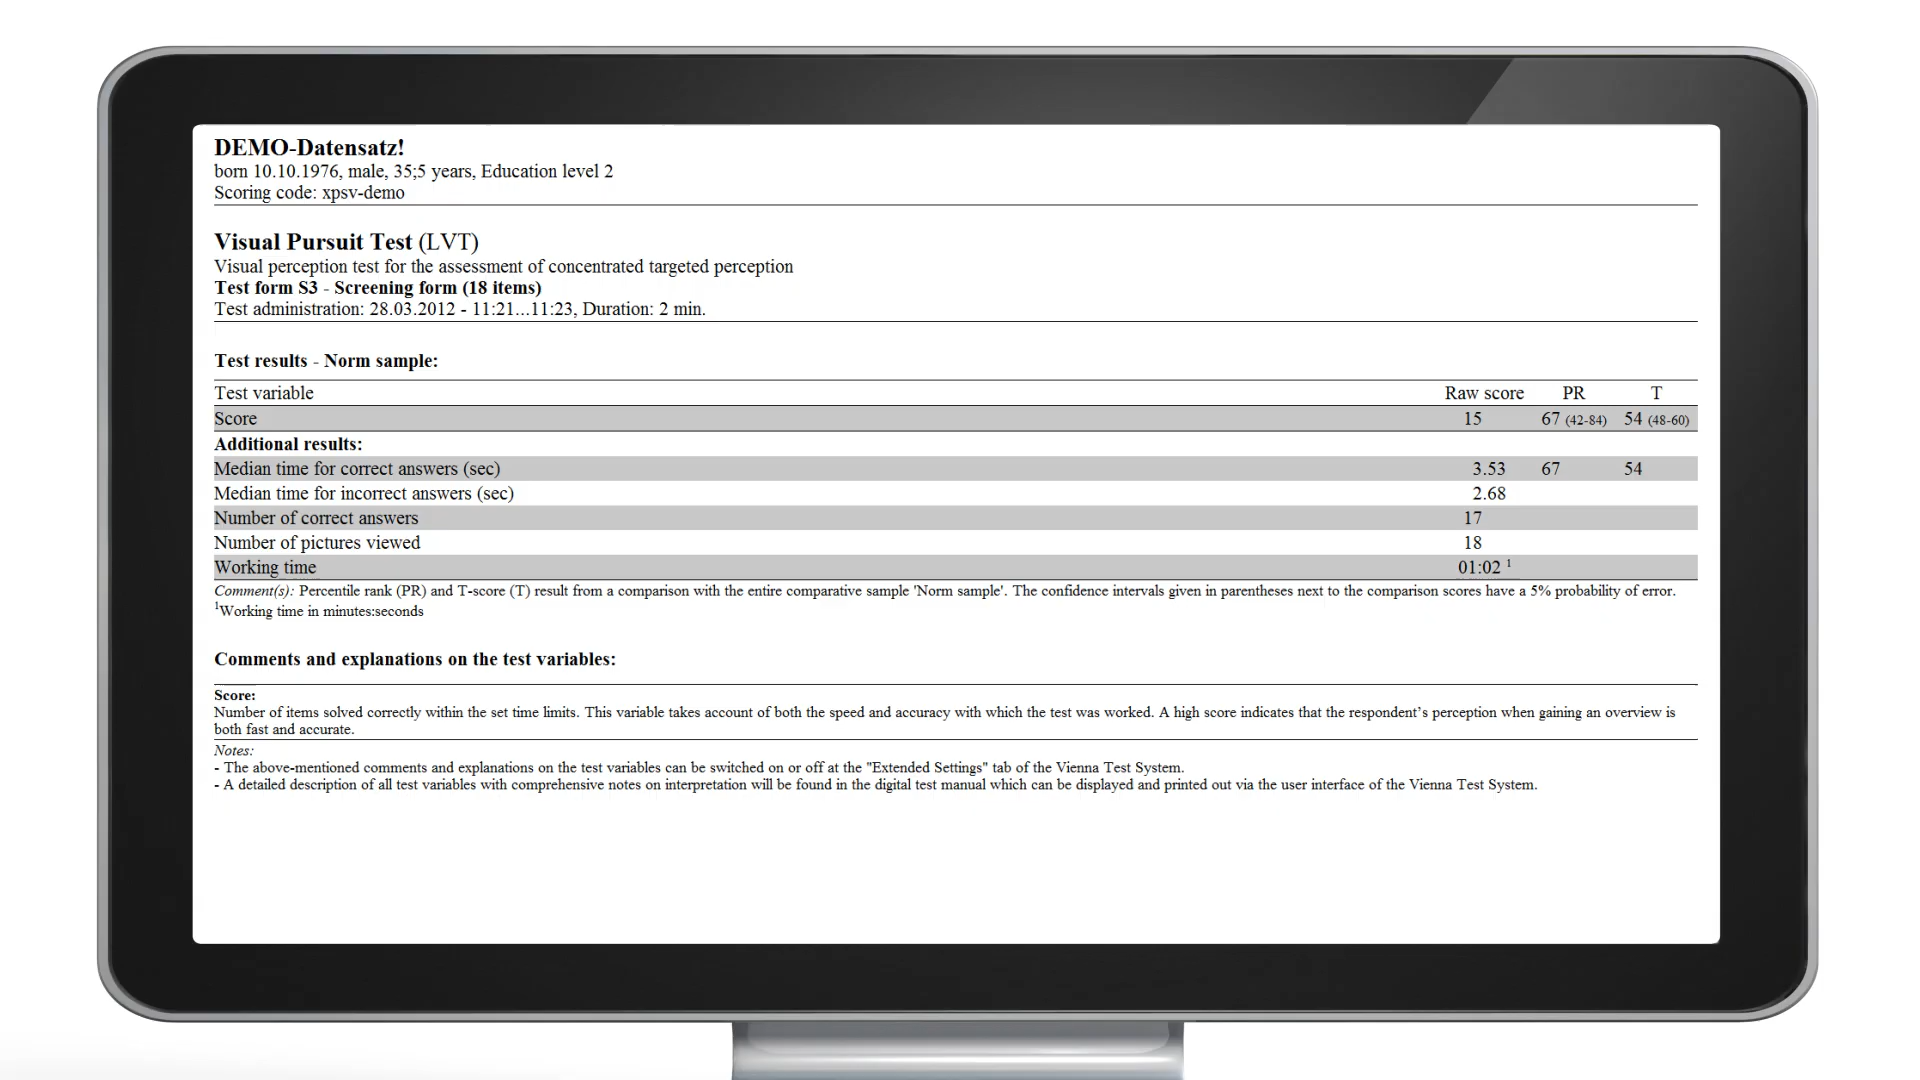 DEMO-Datensatz!
born 10.10.1976, male, 35;5 years, Education level 2
Scoring code: xpsv-demo
Visual Pursuit Test (LVT)
Visual perception test for the assessment of concentrated targeted perception
Test form S3 - Screening form (18 items)
Test administration: 28.03.2012 - 11:21...11:23, Duration: 2 min.
Test results - Norm sample:
Test variable Raw score PR T
Score 15 67 (42-84) 54 (48-60)
Additional results:
Median time for correct answers (sec) 3.53 67 54
Median time for incorrect answers (sec) 2.68
Number of correct answers 17
Number of pictures viewed 18
Working time 01:02 ¹
Comment(s): Percentile rank (PR) and T-score (T) result from a comparison with the entire comparative sample 'Norm sample'. The confidence intervals given in parentheses next to the comparison scores have a 5% probability of error.
¹Working time in minutes:seconds
Comments and explanations on the test variables:
Score:
Number of items solved correctly within the set time limits. This variable takes account of both the speed and accuracy with which the test was worked. A high score indicates that the respondent's perception when gaining an overview is
both fast and accurate.
Notes:
- The above-mentioned comments and explanations on the test variables can be switched on or off at the "Extended Settings" tab of the Vienna Test System.
- A detailed description of all test variables with comprehensive notes on interpretation will be found in the digital test manual which can be displayed and printed out via the user interface of the Vienna Test System.